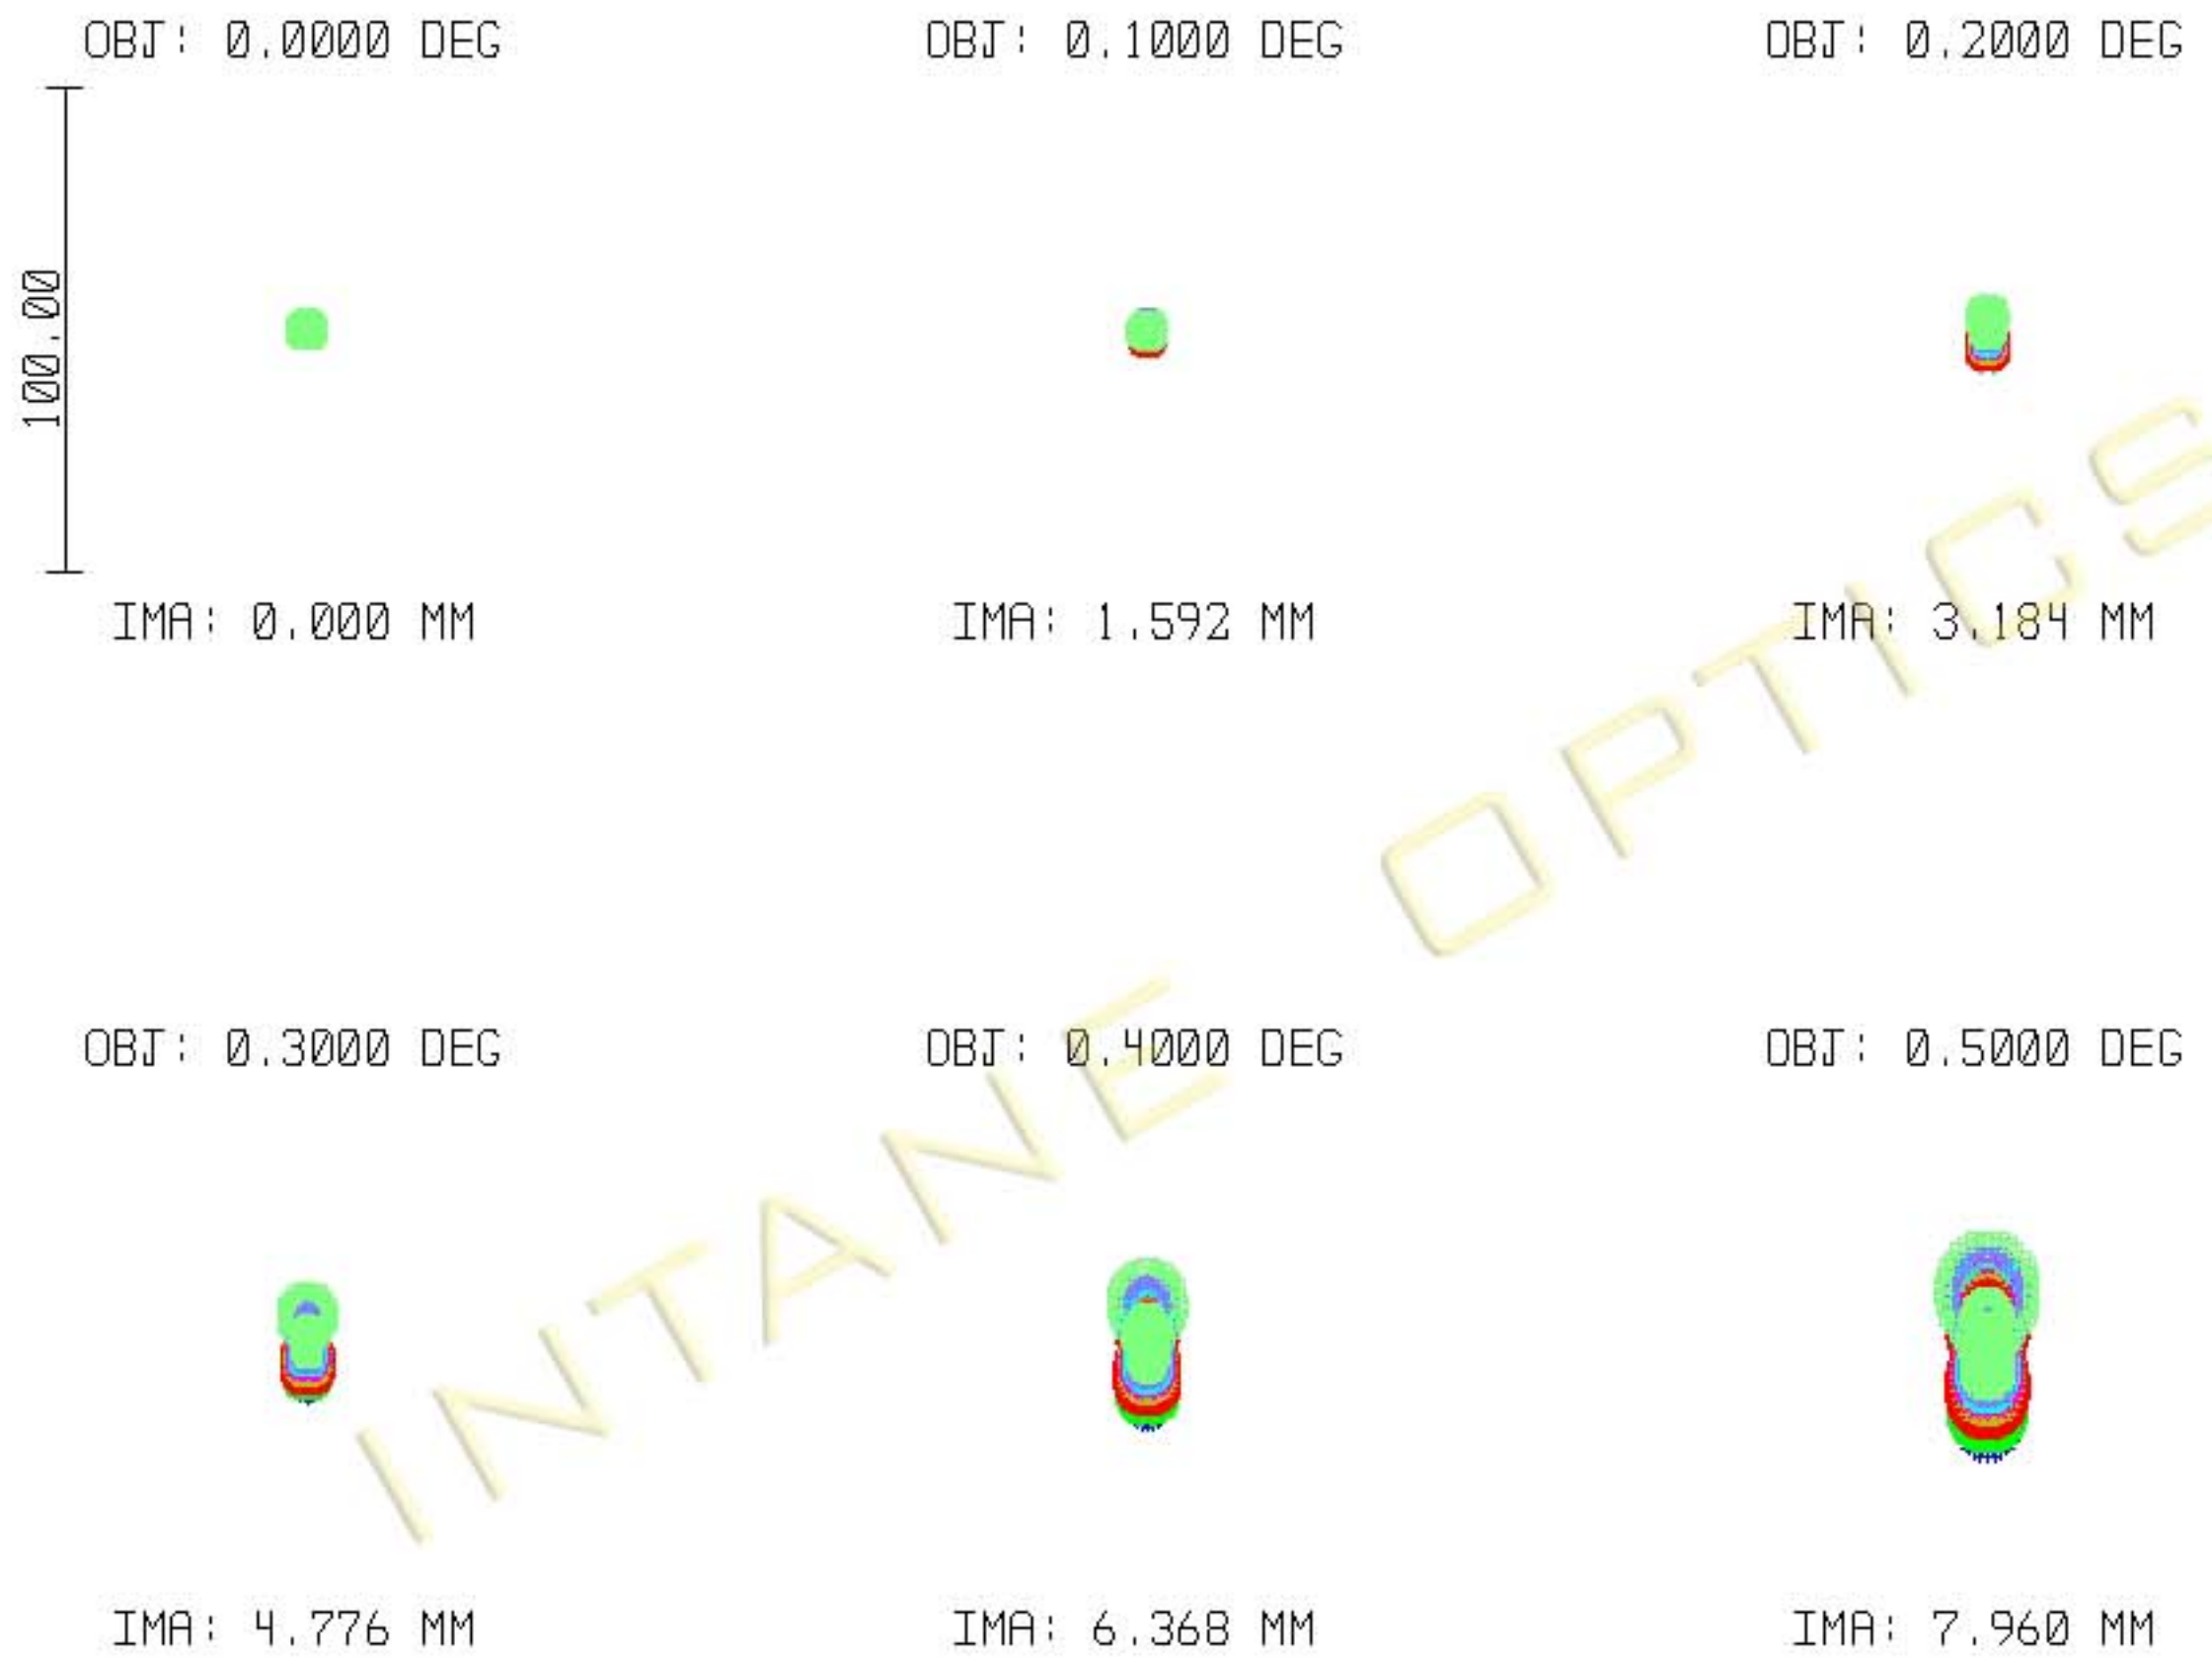 OBJ: 0.0000 DEG
OBJ: 0.1000 DEG
OBJ: 0.2000 DEG
100.00
IMA: 0.000 MM
IMA: 1.592 MM
IMA: 3.184 MM
OBJ: 0.3000 DEG
OBJ: 0.4000 DEG
OBJ: 0.5000 DEG
IMA: 4.776 MM
IMA: 6.368 MM
IMA: 7.960 MM
INTANE OPTICS